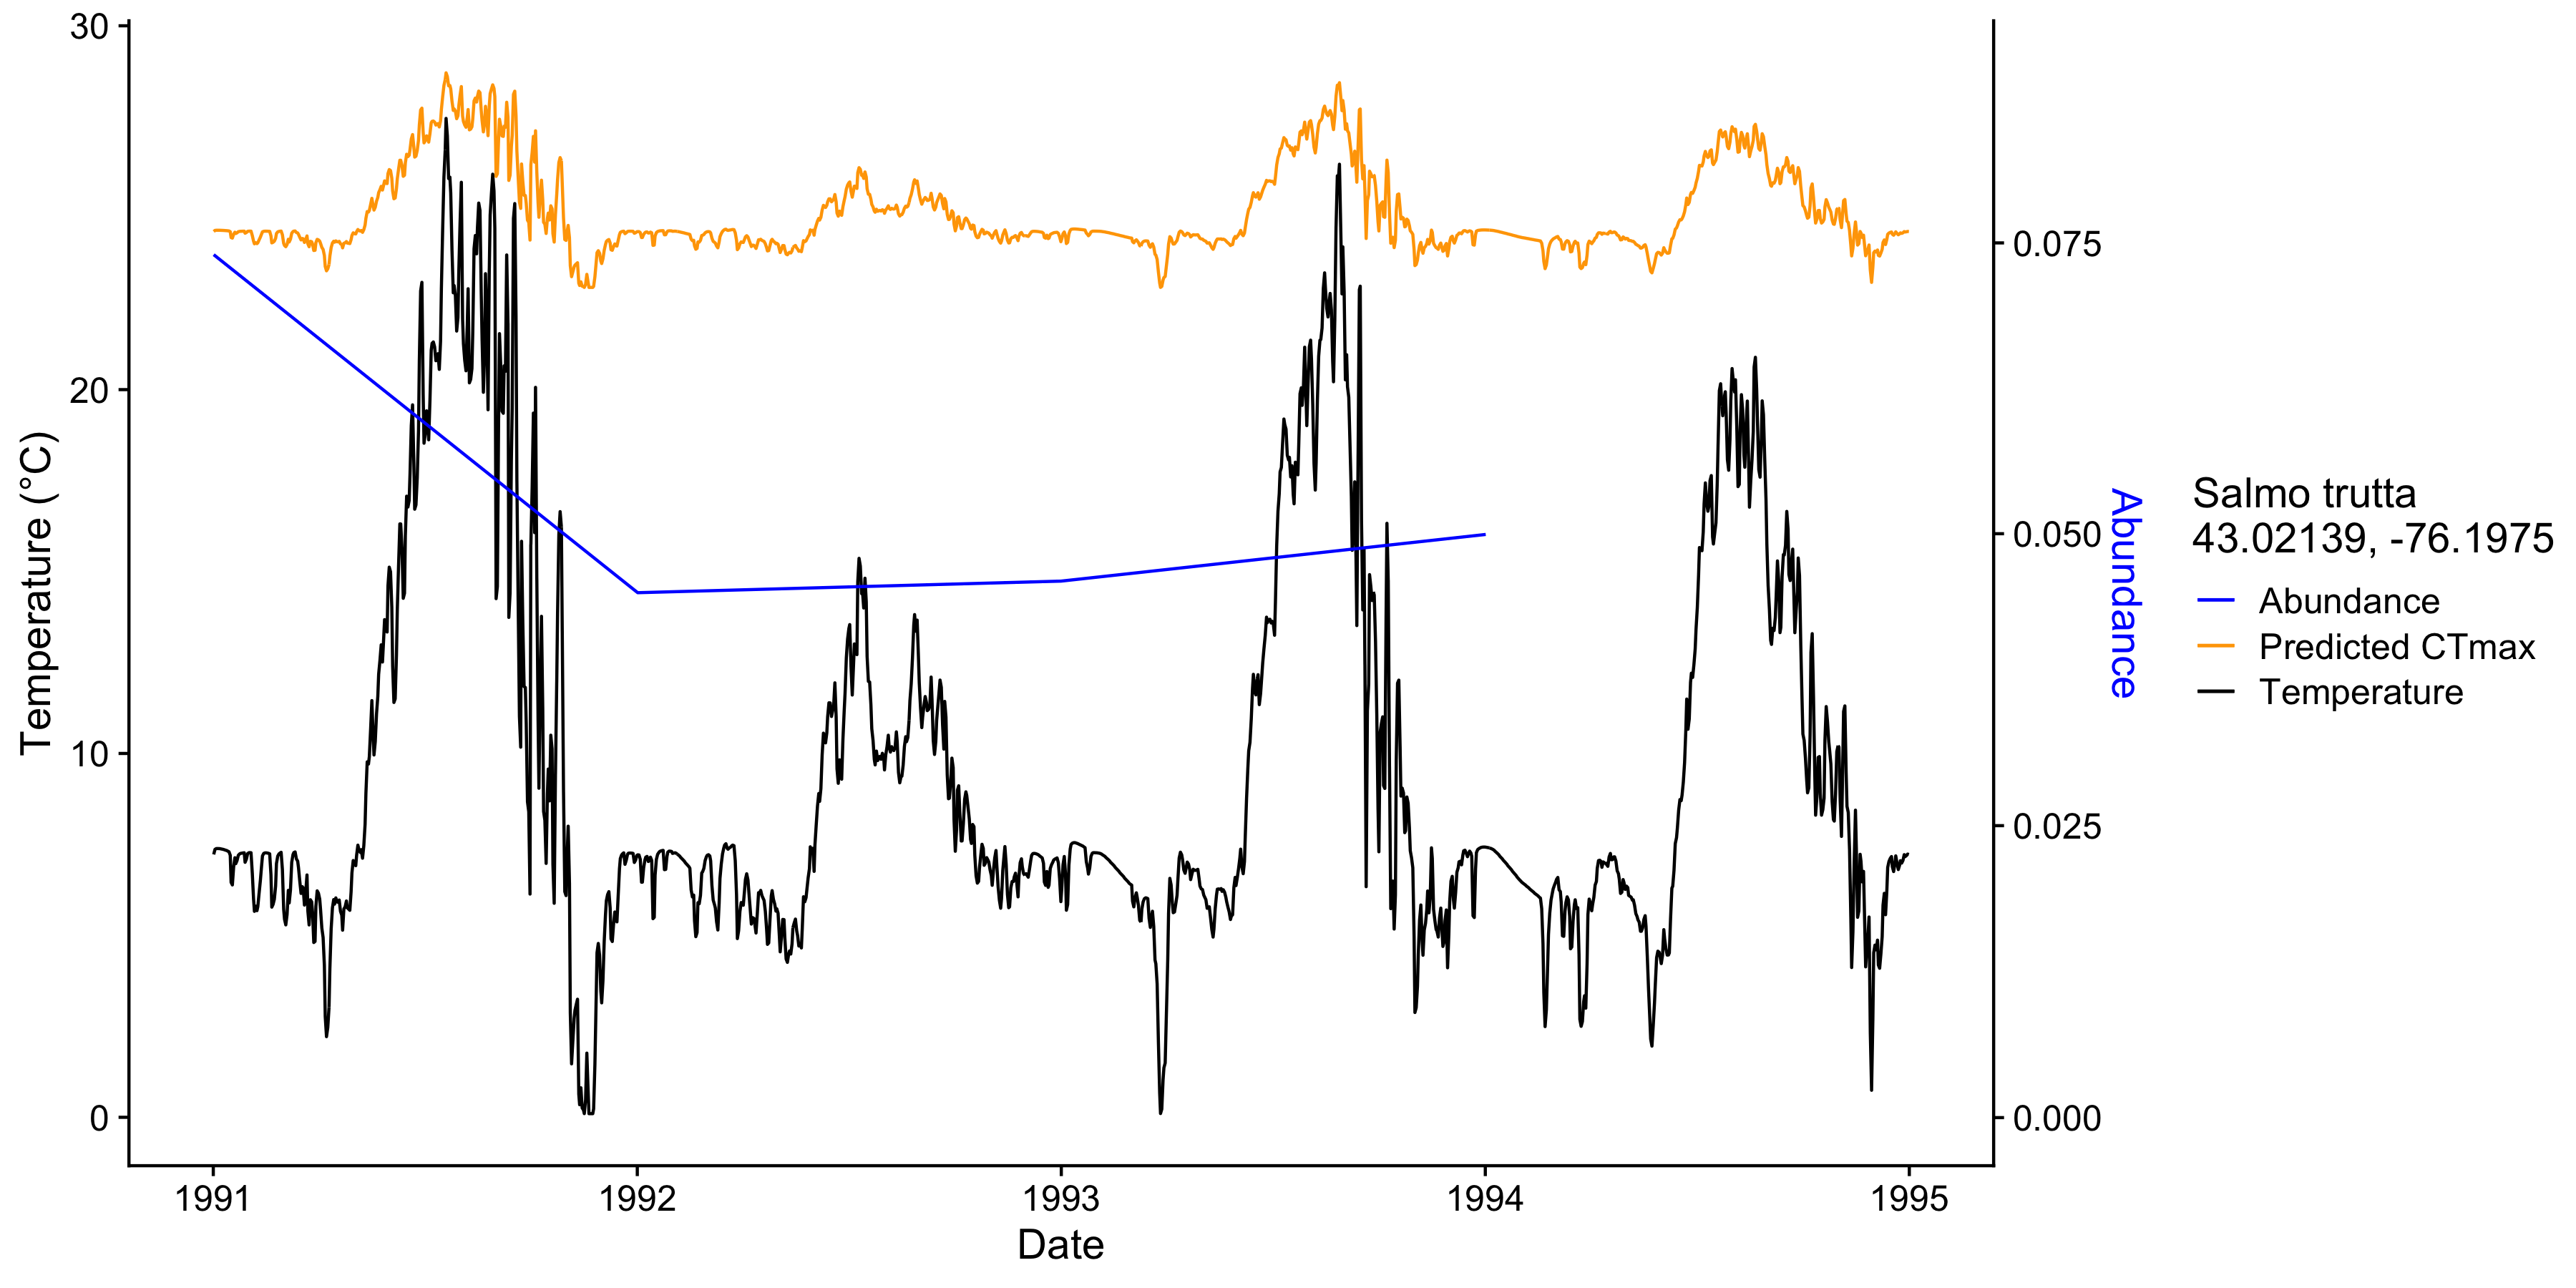 30
20
10
0
Temperature (°C)
1991
1992
1993
1994
1995
Date
0.075
0.050
0.025
0.000
Abundance
Salmo trutta
43.02139, -76.1975
Abundance
Predicted CTmax
Temperature